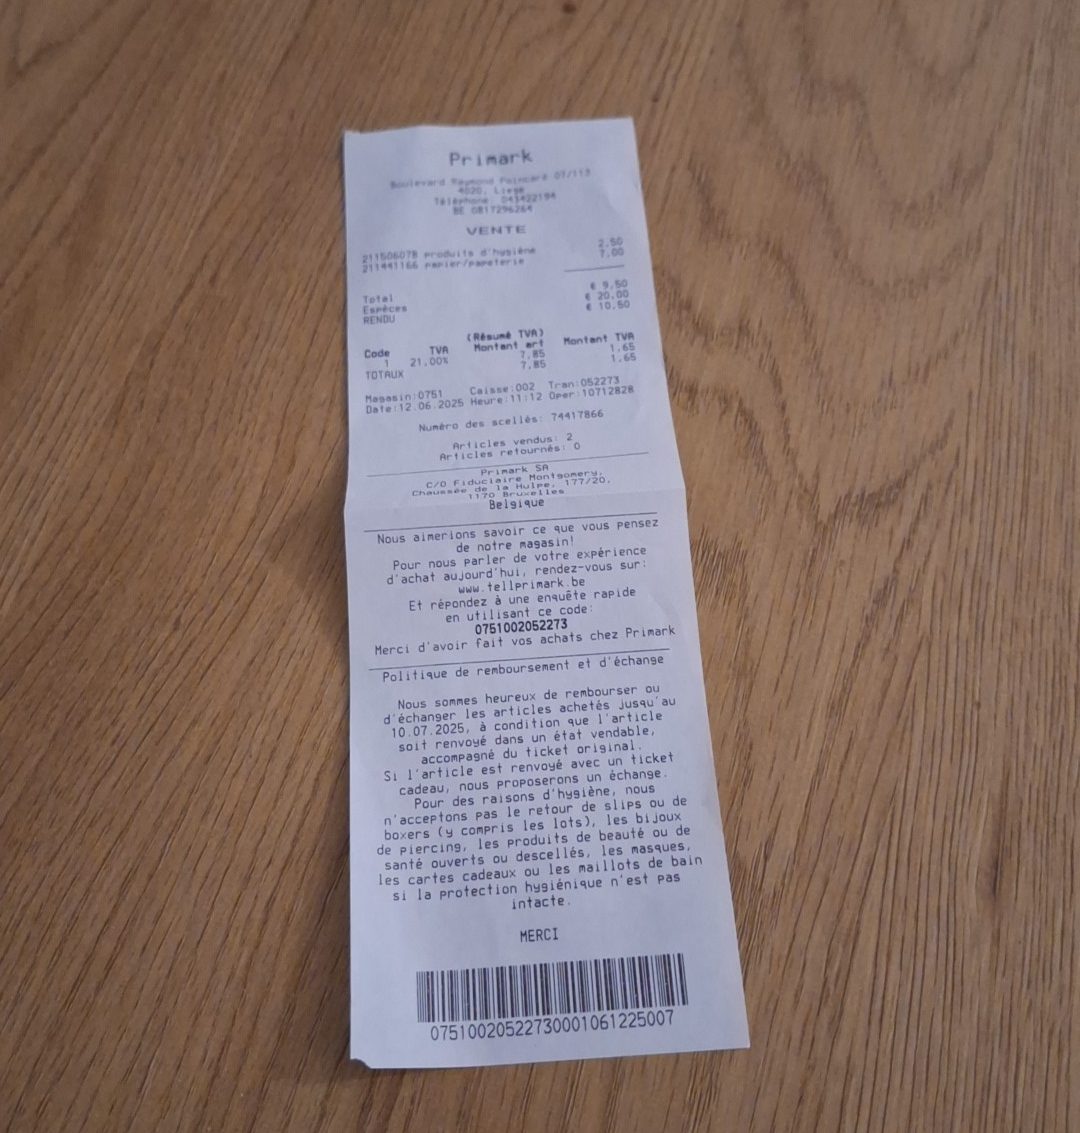 Primark
Boulevard Raymond Poincaré 07/113
4020, Liege
Téléphone: 043422194
BE 0817296264
VENTE
211506078 produits d'hygiène 2,50
211441166 papier/papeterie 7,00
Total € 9,50
Espèces € 20,00
RENDU € 10,50
(Résumé TVA)
Code TVA Montant art Montant TVA
1 21,00% 7,85 1,65
TOTAUX 7,85 1,65
Magasin:0751 Caisse:002 Tran:052273
Date:12.06.2025 Heure:11:12 Oper:10712828
Numéro des scellés: 74417866
Articles vendus: 2
Articles retournés: 0
Primark SA
C/O Fiduciaire Montgomery,
Chaussée de la Hulpe, 177/20,
1170 Bruxelles
Belgique
Nous aimerions savoir ce que vous pensez
de notre magasin!
Pour nous parler de votre expérience
d'achat aujourd'hui, rendez-vous sur:
www.tellprimark.be
Et répondez à une enquête rapide
en utilisant ce code:
0751002052273
Merci d'avoir fait vos achats chez Primark
Politique de remboursement et d'échange
Nous sommes heureux de rembourser ou
d'échanger les articles achetés jusqu'au
10.07.2025, à condition que l'article
soit renvoyé dans un état vendable,
accompagné du ticket original.
Si l'article est renvoyé avec un ticket
cadeau, nous proposerons un échange.
Pour des raisons d'hygiène, nous
n'acceptons pas le retour de slips ou de
boxers (y compris les lots), les bijoux
de piercing, les produits de beauté ou de
santé ouverts ou descellés, les masques,
les cartes cadeaux ou les maillots de bain
si la protection hygiénique n'est pas
intacte.
MERCI
07510020522730001061225007